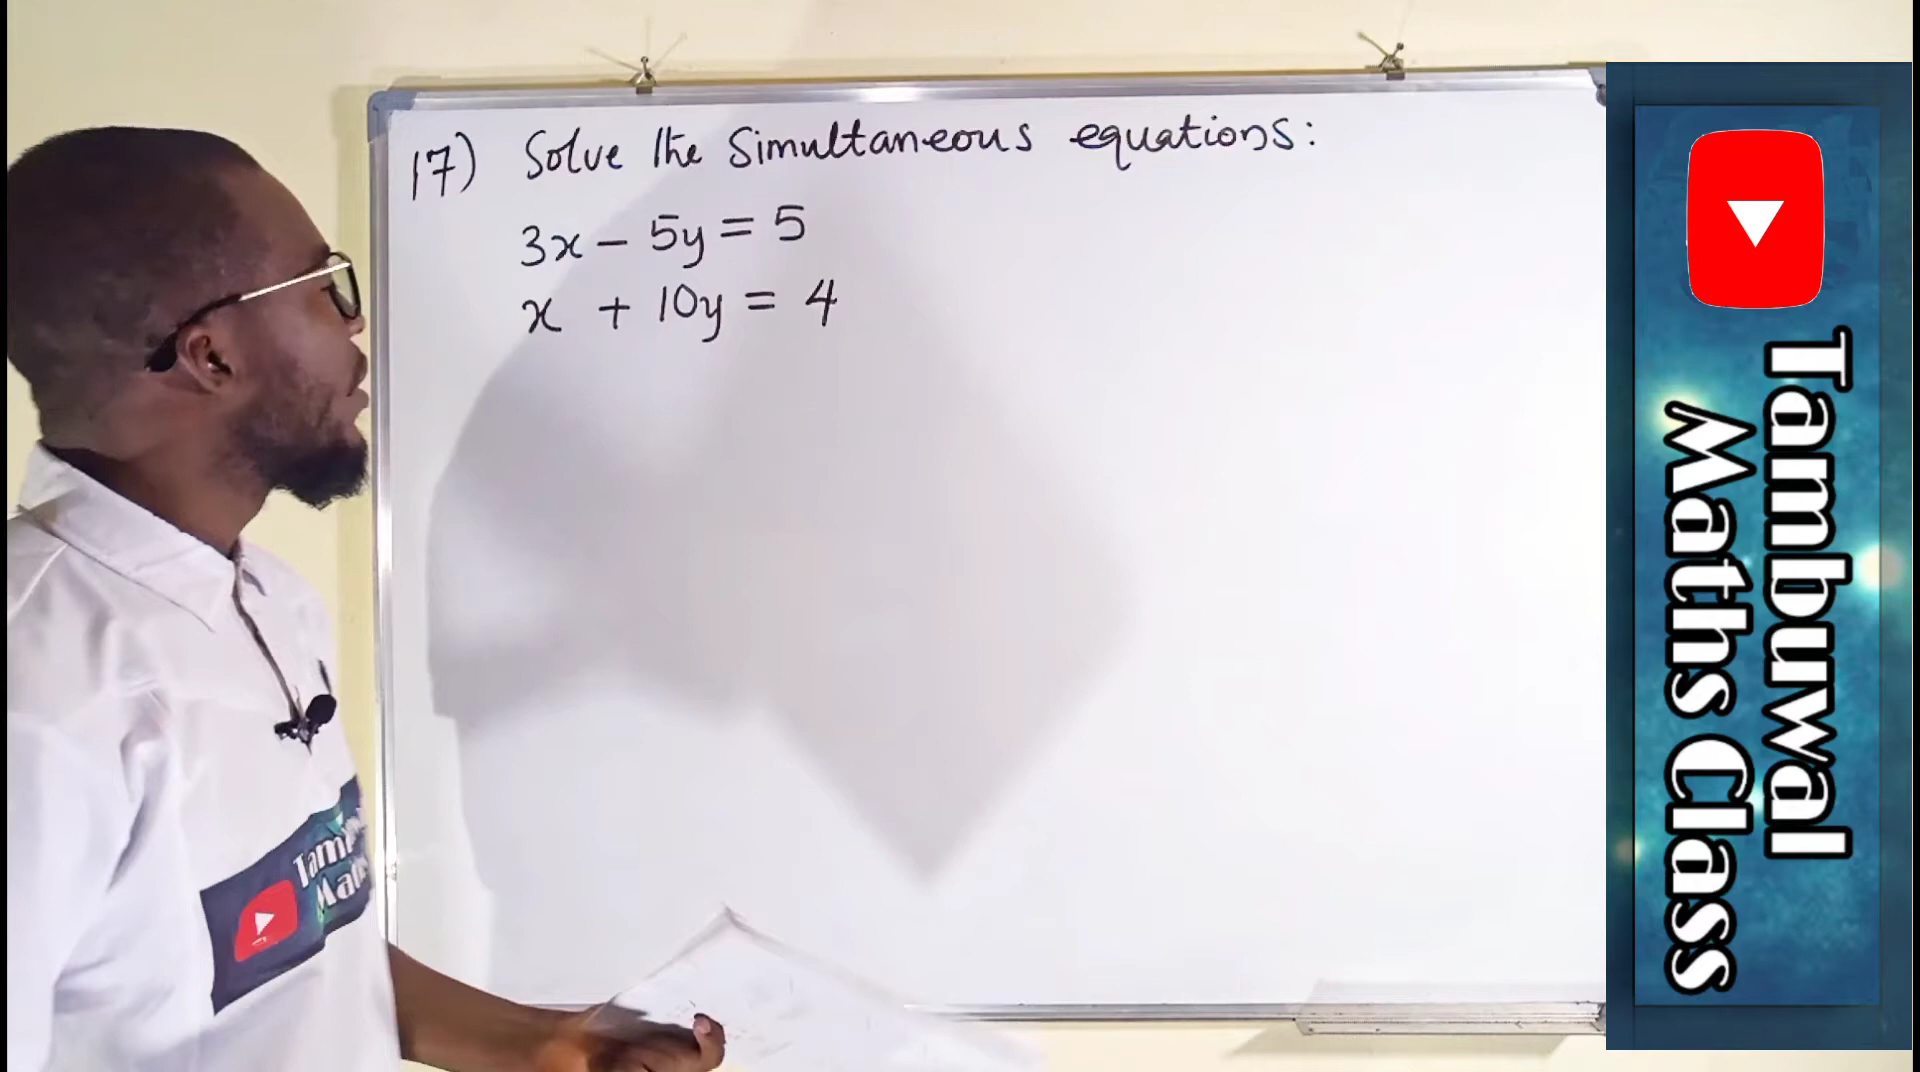 17) Solve the Simultaneous equations:
3x - 5y = 5
x + 10y = 4
Tambuwal
Maths Class